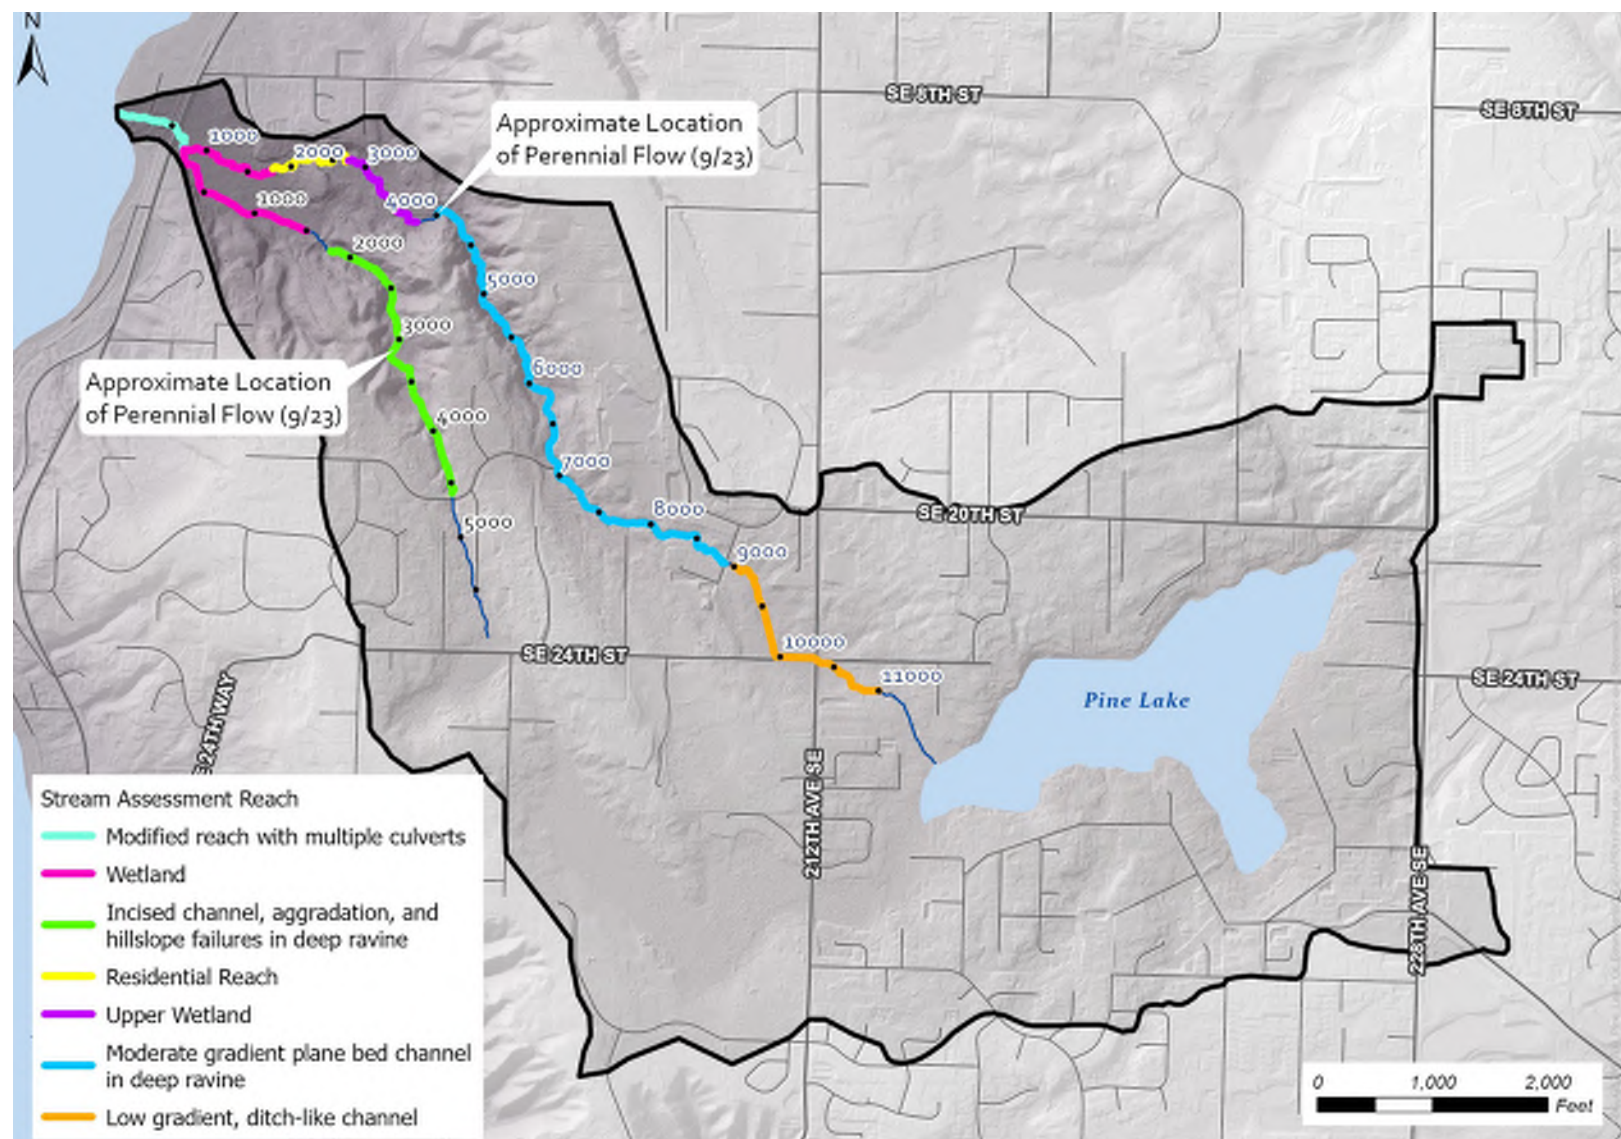 N
SE 8TH ST
SE 8TH ST
Approximate Location
of Perennial Flow (9/23)
1000
2000
3000
4000
1000
2000
5000
3000
6000
Approximate Location
of Perennial Flow (9/23)
4000
7000
8000
5000
SE 20TH ST
9000
10000
SE 24TH ST
11000
SE 24TH ST
Pine Lake
E 24TH WAY
212TH AVE SE
228TH AVE SE
Stream Assessment Reach
Modified reach with multiple culverts
Wetland
Incised channel, aggradation, and
hillslope failures in deep ravine
Residential Reach
Upper Wetland
Moderate gradient plane bed channel
in deep ravine
Low gradient, ditch-like channel
0 1,000 2,000
Feet